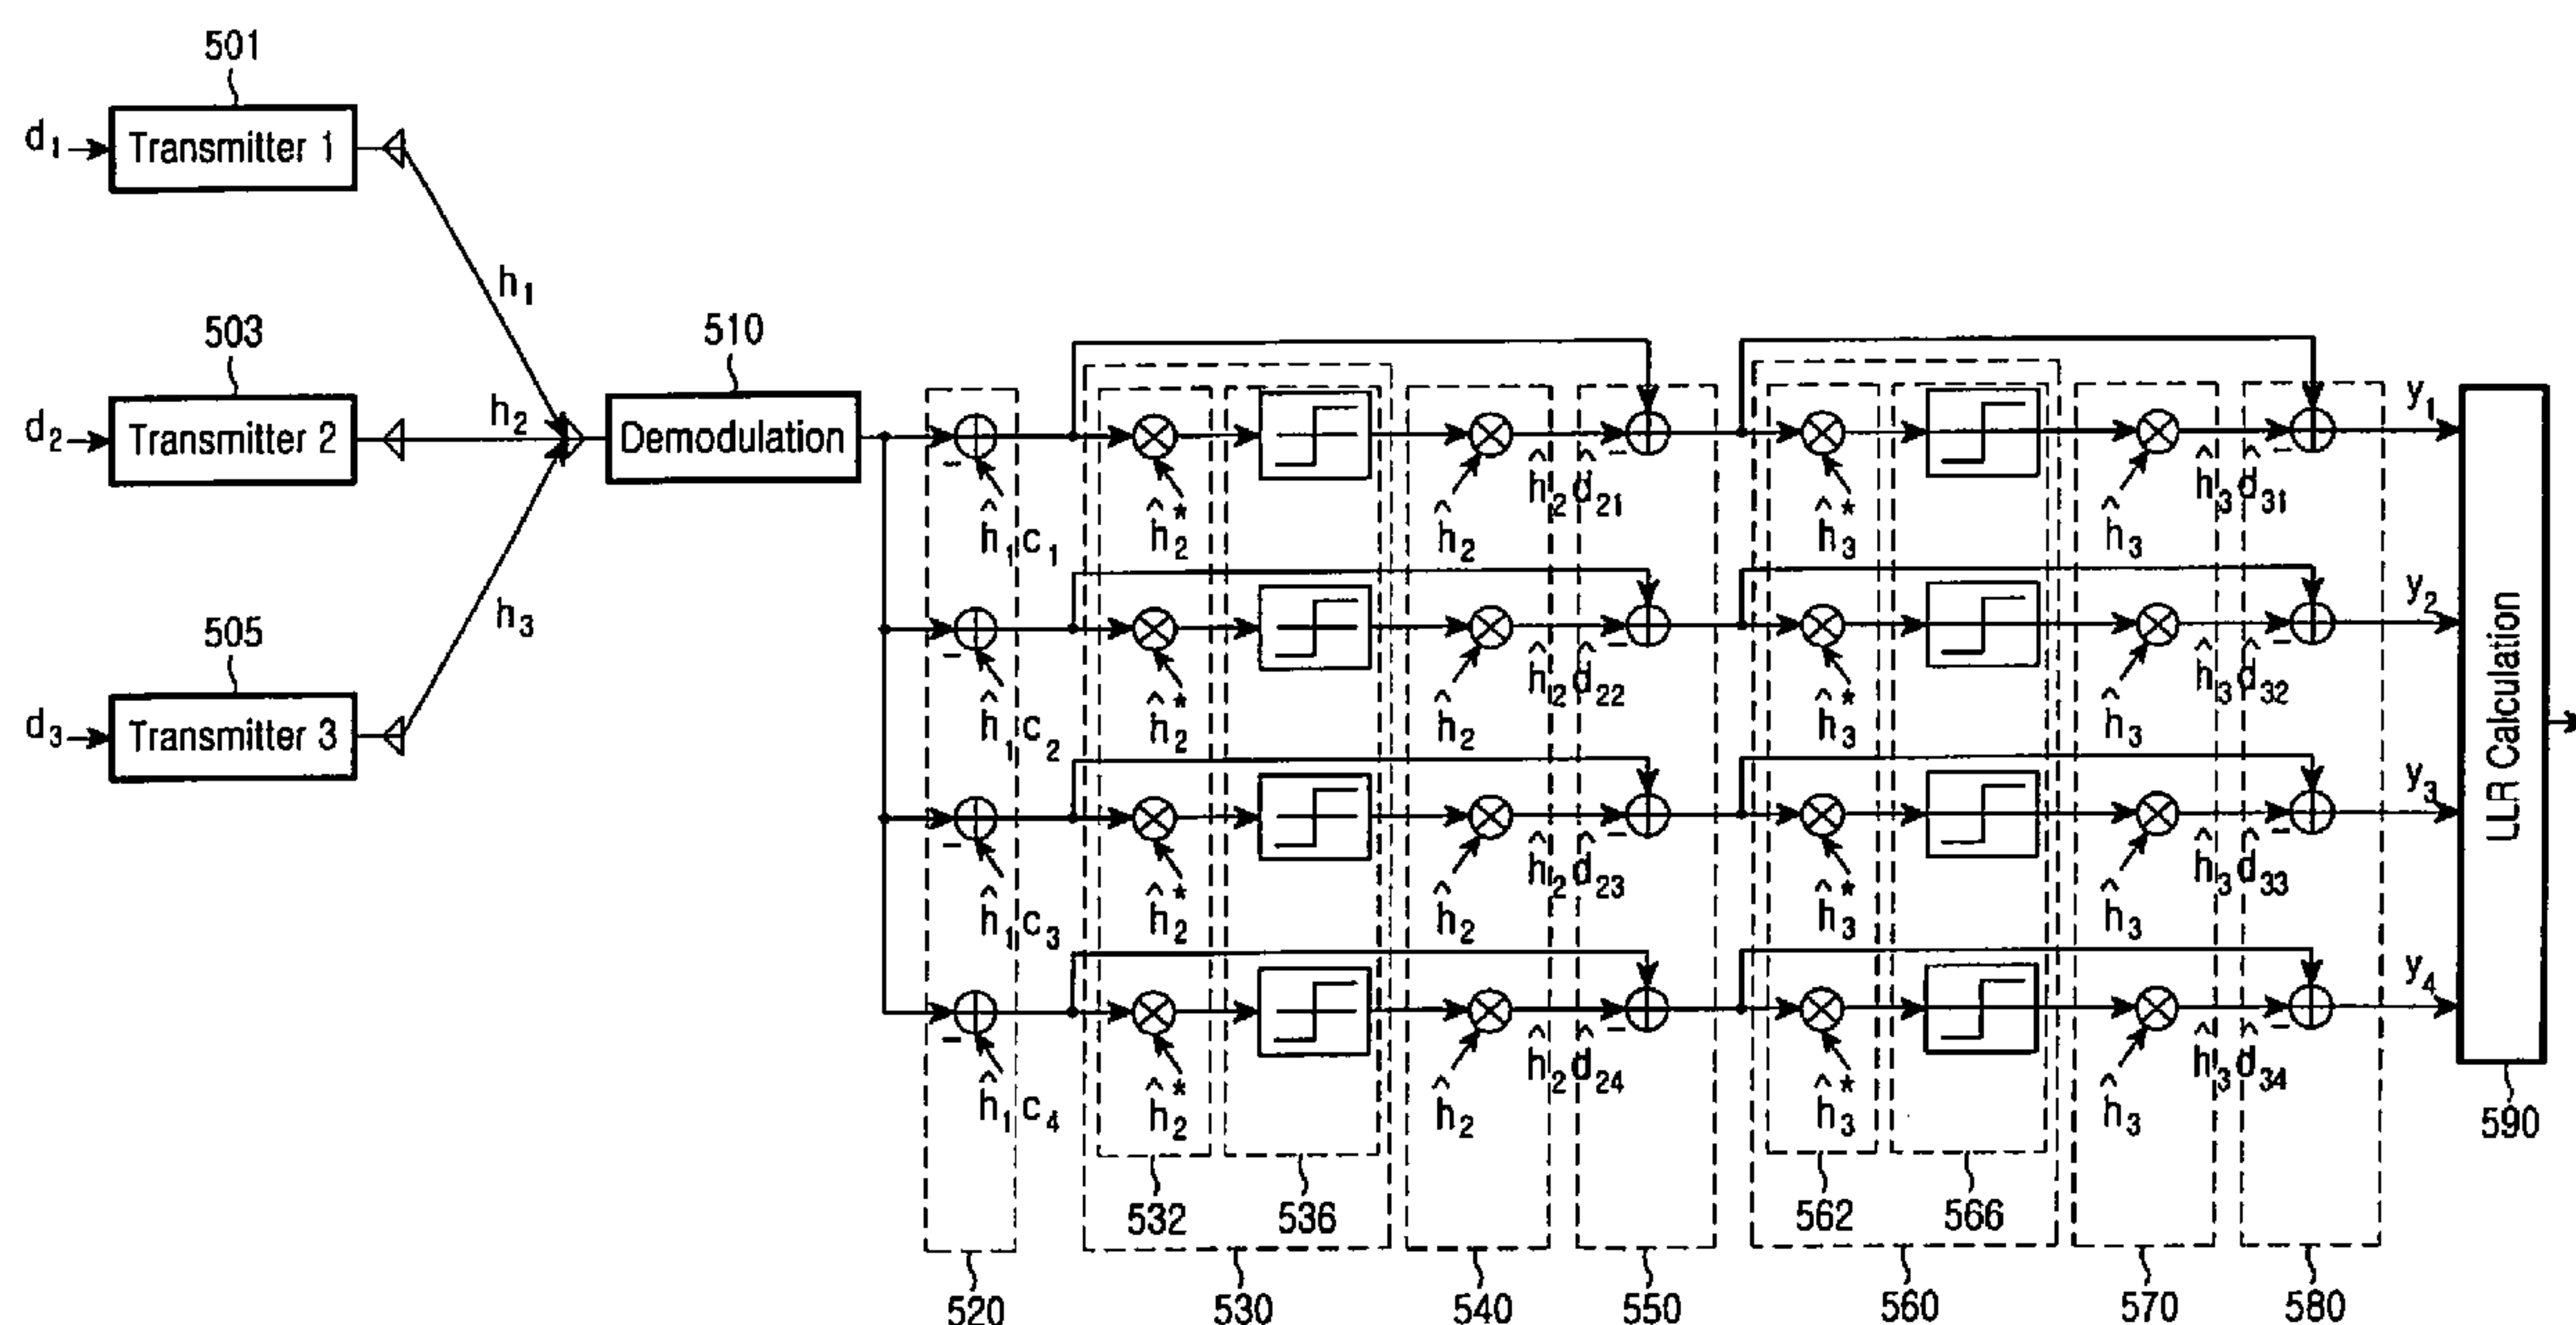 501
d₁ Transmitter 1
h₁
503
510
d₂ Transmitter 2
h₂
Demodulation
505
h₃
d₃ Transmitter 3
ĥ₁c₁ ĥ₂* ĥ₂ ĥ₂d̂₂₁ ĥ₃* ĥ₃ ĥ₃d̂₃₁ y₁
ĥ₁c₂ ĥ₂* ĥ₂ ĥ₂d̂₂₂ ĥ₃* ĥ₃ ĥ₃d̂₃₂ y₂
ĥ₁c₃ ĥ₂* ĥ₂ ĥ₂d̂₂₃ ĥ₃* ĥ₃ ĥ₃d̂₃₃ y₃
ĥ₁c₄ ĥ₂* ĥ₂ ĥ₂d̂₂₄ ĥ₃* ĥ₃ ĥ₃d̂₃₄ y₄
LLR Calculation
590
532 536 562 566
520 530 540 550 560 570 580